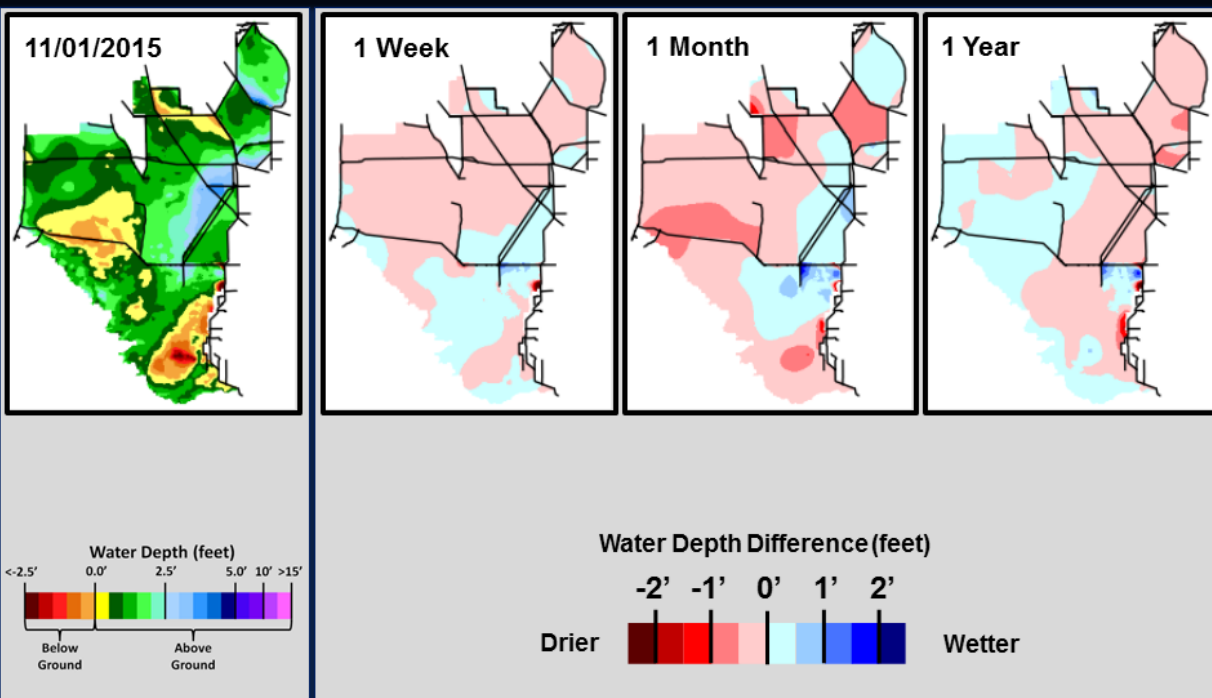 11/01/2015
1 Week
1 Month
1 Year
Water Depth (feet)
<-2.5’ 0.0’ 2.5’ 5.0’ 10’ >15’
Below
Ground
Above
Ground
Water Depth Difference (feet)
-2’ -1’ 0’ 1’ 2’
Drier
Wetter